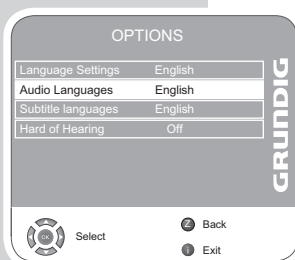 OPTIONS
Language Settings English
Audio Languages English
Subtitle languages English
Hard of Hearing Off
GRUNDIG
OK Select
Z Back
i Exit